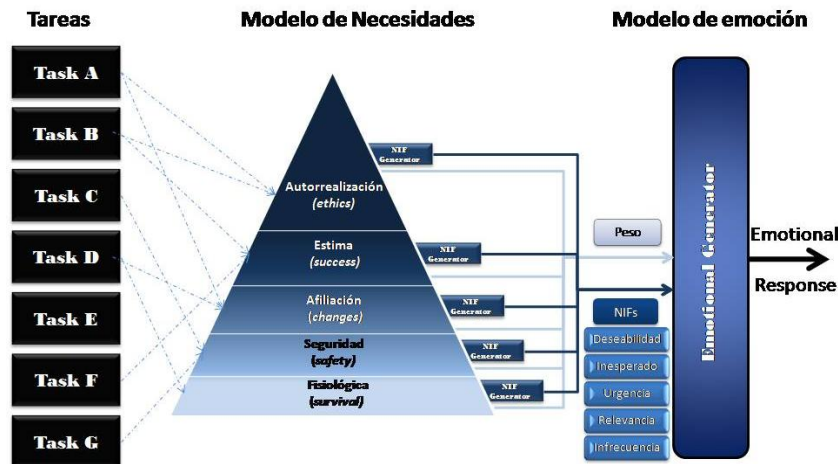 Tareas
Modelo de Necesidades
Modelo de emoción
Task A
Task B
Task C
Task D
Task E
Task F
Task G
Autorrealización
(ethics)
Estima
(success)
Afiliación
(changes)
Seguridad
(safety)
Fisiológica
(survival)
NIF
Generator
NIF
Generator
NIF
Generator
NIF
Generator
NIF
Generator
Peso
NIFs
Deseabilidad
Inesperado
Urgencia
Relevancia
Infrecuencia
Emotional Generator
Emotional
Response